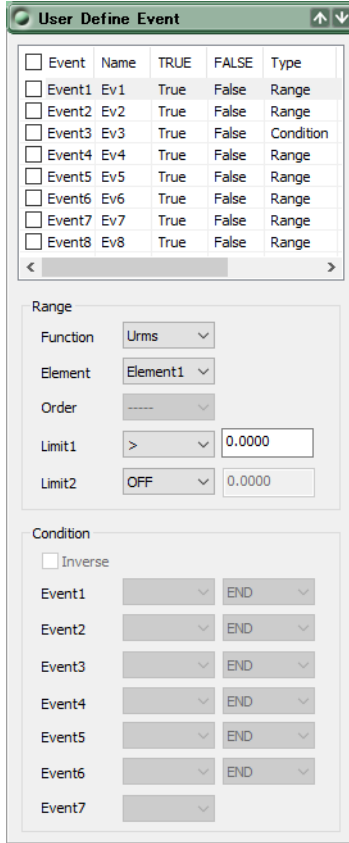 User Define Event
Event Name TRUE FALSE Type
Event1 Ev1 True False Range
Event2 Ev2 True False Range
Event3 Ev3 True False Condition
Event4 Ev4 True False Range
Event5 Ev5 True False Range
Event6 Ev6 True False Range
Event7 Ev7 True False Range
Event8 Ev8 True False Range
Range
Function Urms
Element Element1
Order -----
Limit1 > 0.0000
Limit2 OFF 0.0000
Condition
Inverse
Event1 END
Event2 END
Event3 END
Event4 END
Event5 END
Event6 END
Event7